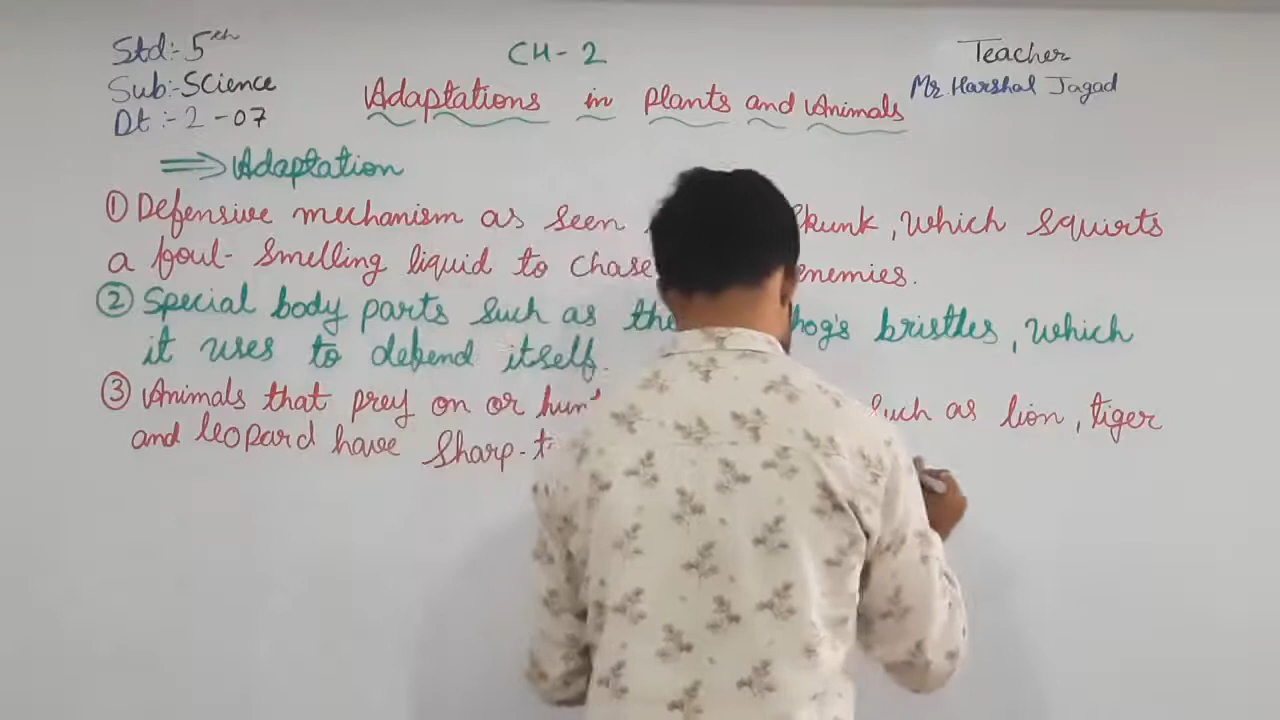 Std:- 5th
Sub:- Science
Dt :- 2 - 07
CH - 2
Adaptations in plants and Animals
Teacher
Mr. Harshal Jagad
⇒ Adaptation
① Defensive mechanism as seen skunk, which squirts
a foul- smelling liquid to chase enemies.
② Special body parts such as the hog's bristles, which
it uses to defend itself.
③ Animals that prey on or hun such as lion, tiger
and leopard have sharp-t